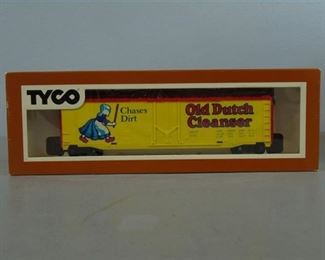 TYCO
Chases
Dirt
Old Dutch
Cleanser